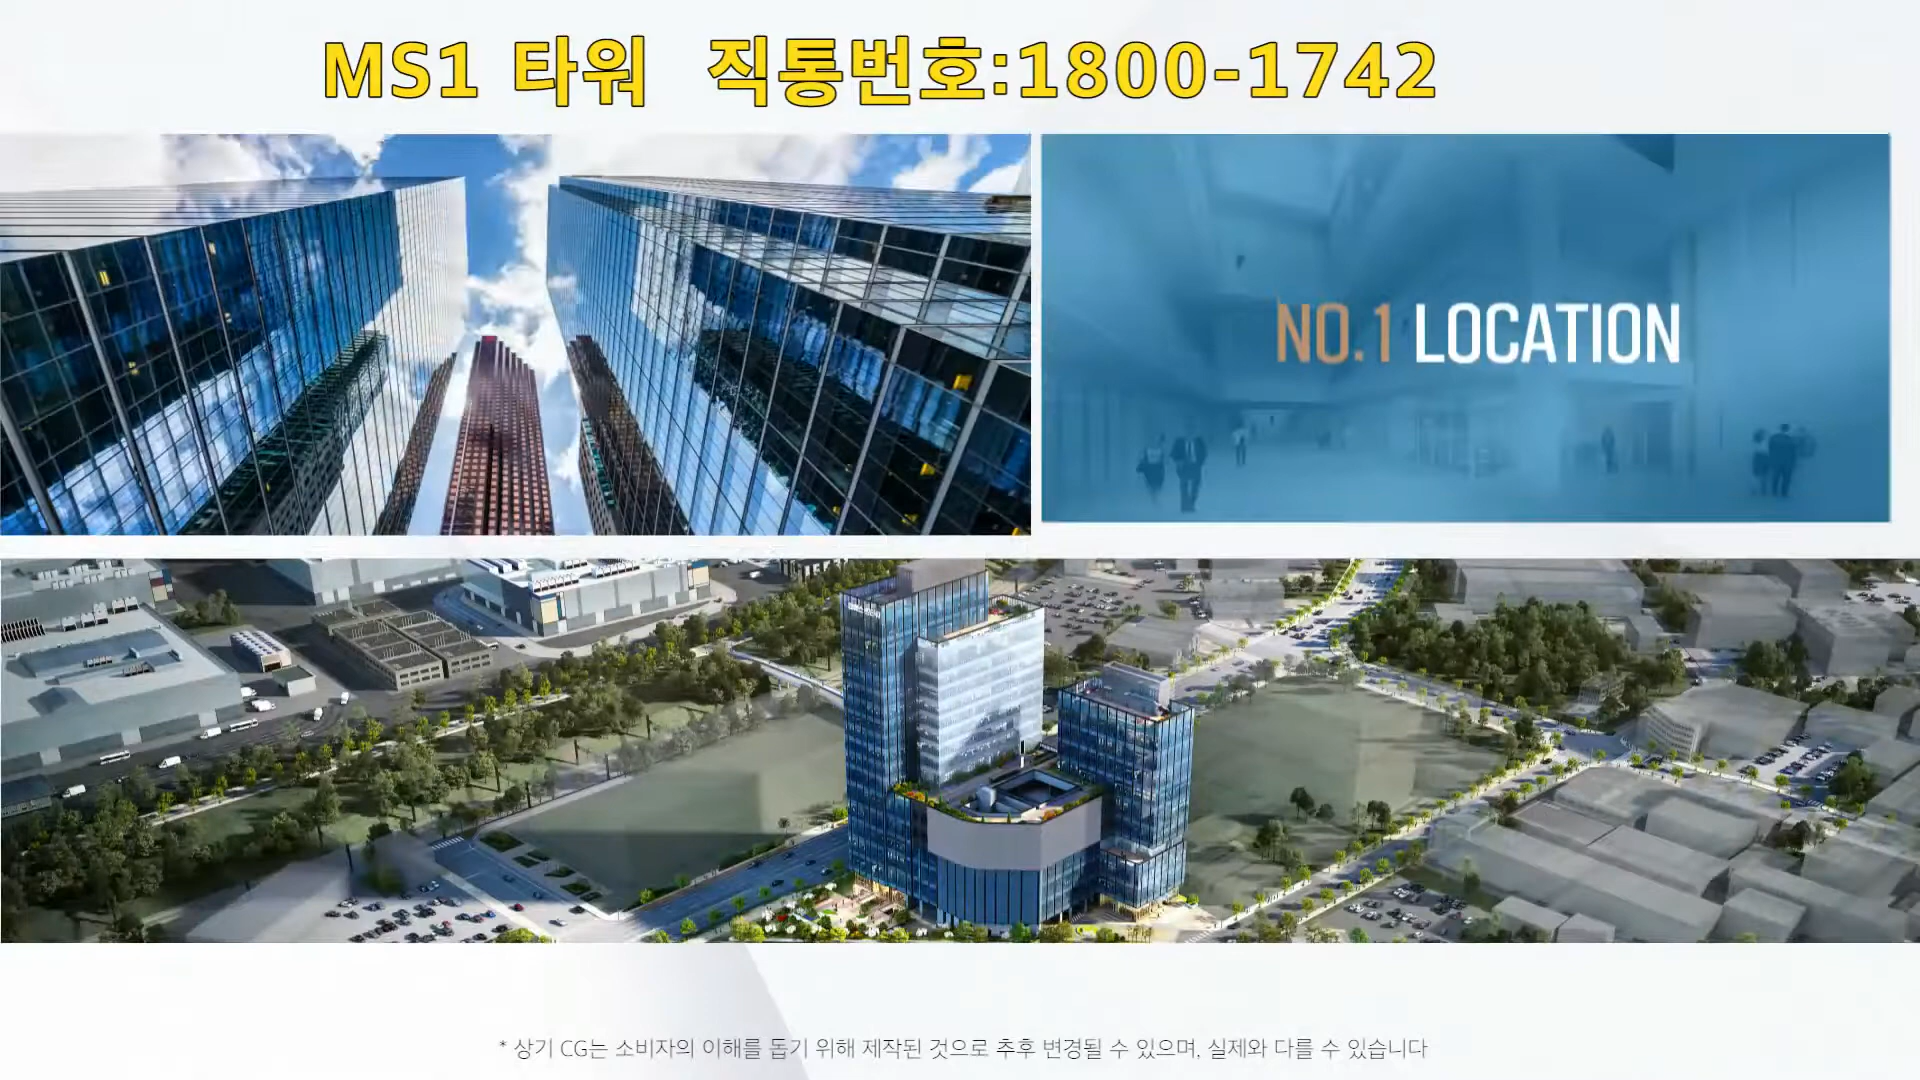 MS1 타워 직통번호:1800-1742
NO.1 LOCATION
* 상기 CG는 소비자의 이해를 돕기 위해 제작된 것으로 추후 변경될 수 있으며, 실제와 다를 수 있습니다